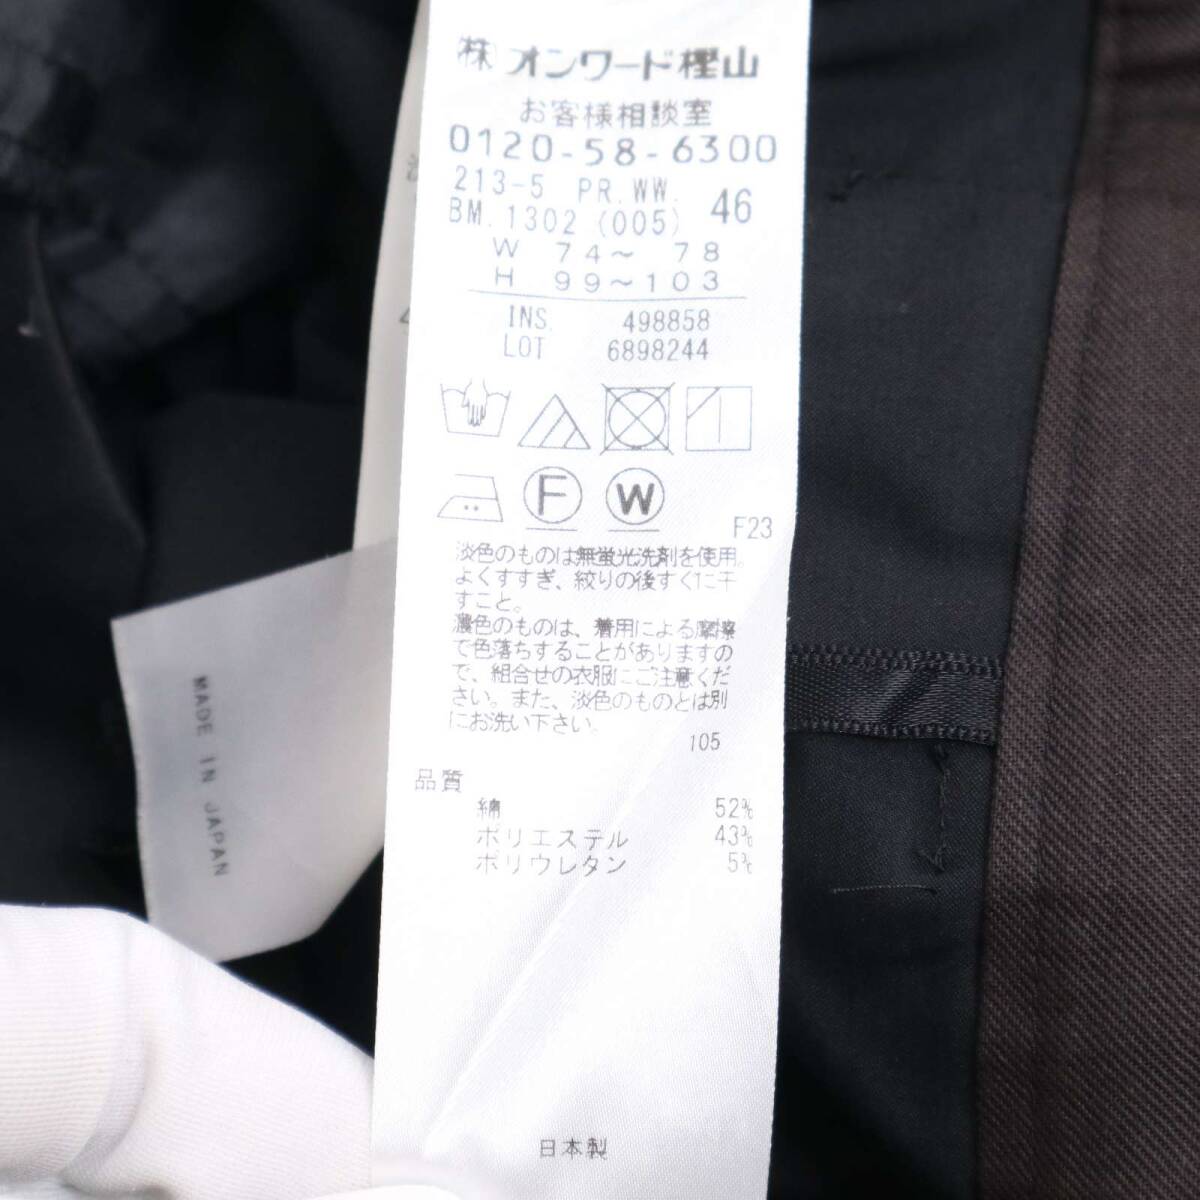 ㈱ オンワード樫山
お客様相談室
0120-58-6300
213-5 PR.WW.
BM.1302 (005) 46
W 74～ 78
H 99～103
INS. 498858
LOT 6898244
F
W
F23
淡色のものは無蛍光洗剤を使用。
よくすすぎ、絞りの後すぐに干
すこと。
濃色のものは、着用による摩擦
で色落ちすることがありますの
で、組合せの衣服にご注意くだ
さい。また、淡色のものとは別
にお洗い下さい。
105
品質
綿 52%
ポリエステル 43%
ポリウレタン 5%
日本製
MADE IN JAPAN